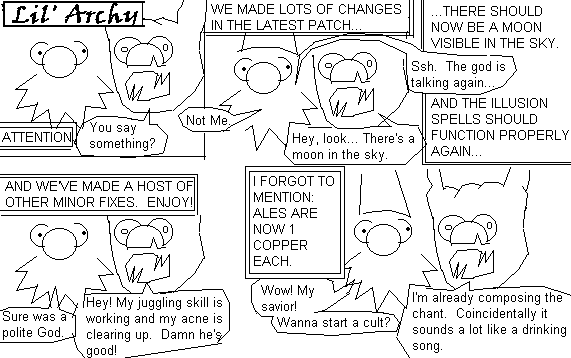 Lil' Archy
ATTENTION
You say
something?
WE MADE LOTS OF CHANGES
IN THE LATEST PATCH...
Not Me.
Hey, look... There's a
moon in the sky.
...THERE SHOULD
NOW BE A MOON
VISIBLE IN THE SKY.
Ssh. The god is
talking again...
AND THE ILLUSION
SPELLS SHOULD
FUNCTION PROPERLY
AGAIN...
AND WE'VE MADE A HOST OF
OTHER MINOR FIXES. ENJOY!
Sure was a
polite God.
Hey! My juggling skill is
working and my acne is
clearing up. Damn he's
good!
I FORGOT TO
MENTION:
ALES ARE
NOW 1
COPPER
EACH.
Wow! My
savior!
Wanna start a cult?
I'm already composing the
chant. Coincidentally it
sounds a lot like a drinking
song.